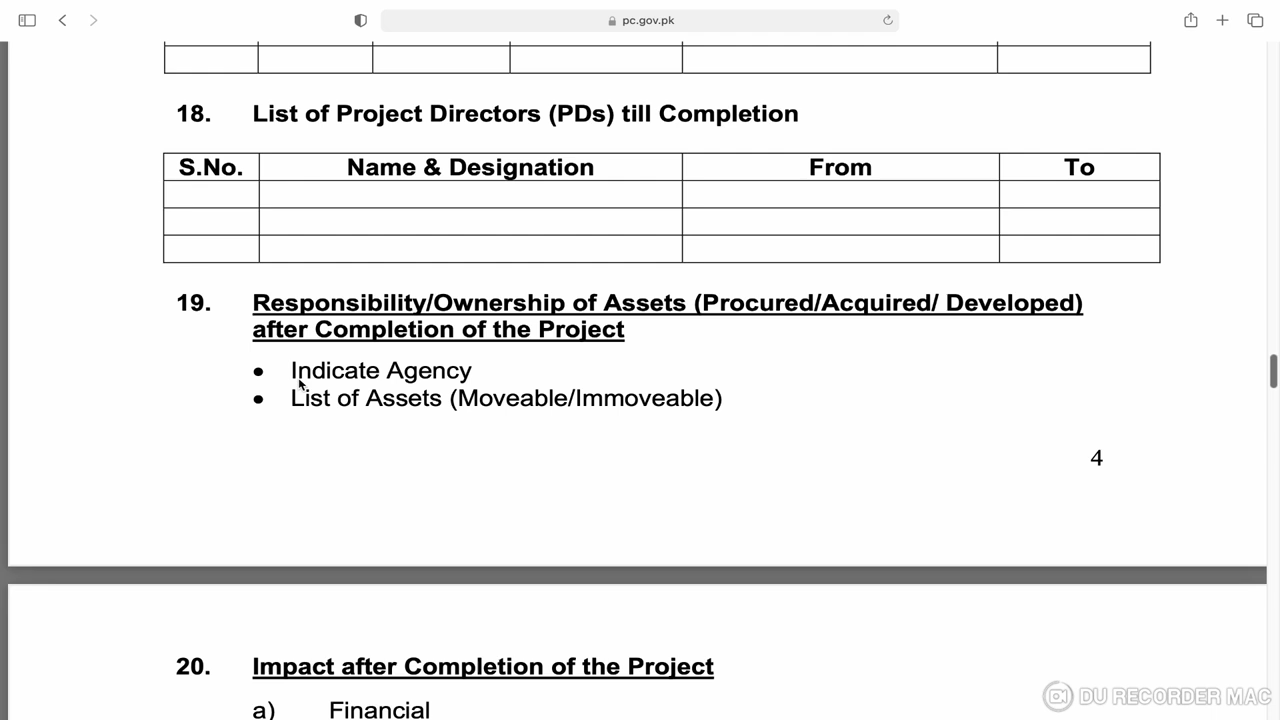 pc.gov.pk
18. List of Project Directors (PDs) till Completion
S.No. Name & Designation From To
19. Responsibility/Ownership of Assets (Procured/Acquired/ Developed)
after Completion of the Project
• Indicate Agency
• List of Assets (Moveable/Immoveable)
4
20. Impact after Completion of the Project
a) Financial
DU RECORDER MAC